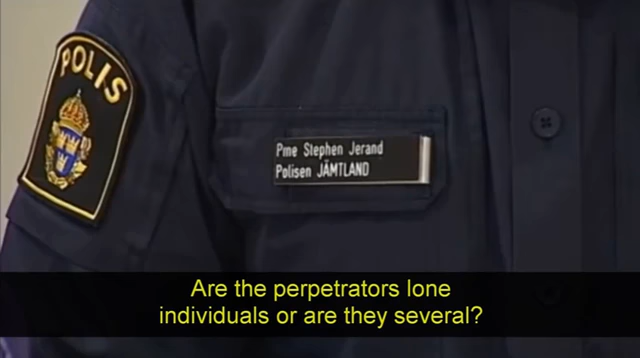 POLIS
Pme Stephen Jerand
Polisen JÄMTLAND
Are the perpetrators lone
individuals or are they several?